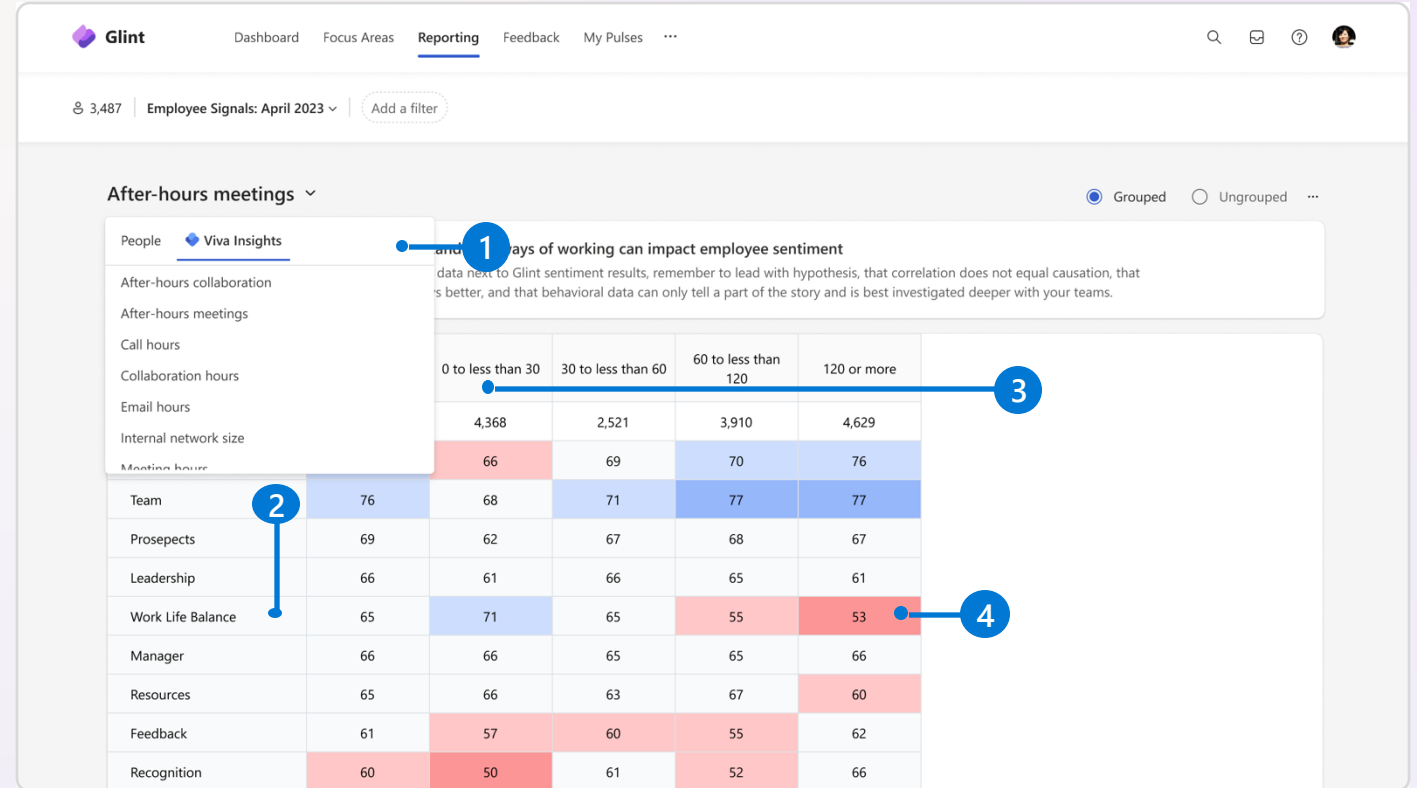 Glint
Dashboard Focus Areas Reporting Feedback My Pulses ...
3,487 Employee Signals: April 2023 Add a filter
After-hours meetings
Grouped Ungrouped ...
People Viva Insights
1
ways of working can impact employee sentiment
After-hours collaboration
data next to Glint sentiment results, remember to lead with hypothesis, that correlation does not equal causation, that
better, and that behavioral data can only tell a part of the story and is best investigated deeper with your teams.
After-hours meetings
Call hours
Collaboration hours
Email hours
Internal network size
Meeting hours
0 to less than 30 30 to less than 60 60 to less than 120 120 or more
3
4,368 2,521 3,910 4,629
66 69 70 76
Team 76 68 71 77 77
2
Prosepects 69 62 67 68 67
Leadership 66 61 66 65 61
Work Life Balance 65 71 65 55 53
4
Manager 66 66 65 65 66
Resources 65 66 63 67 60
Feedback 61 57 60 55 62
Recognition 60 50 61 52 66